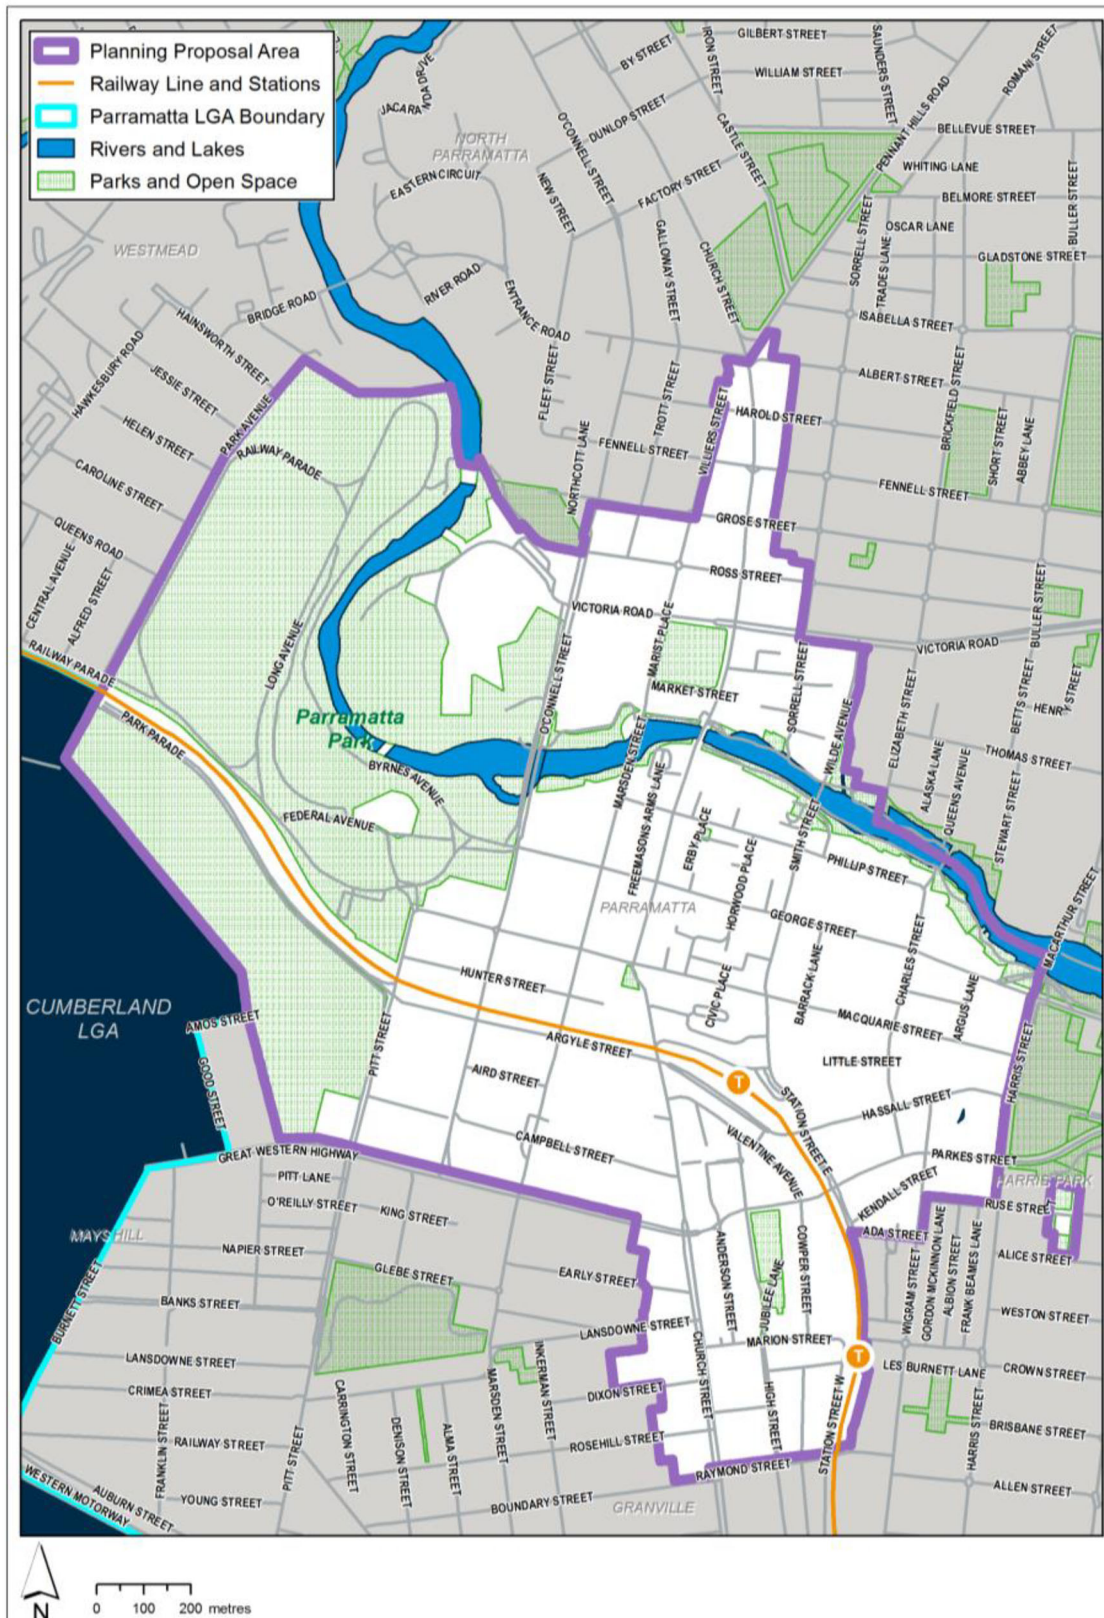 Planning Proposal Area
Railway Line and Stations
Parramatta LGA Boundary
Rivers and Lakes
Parks and Open Space
GILBERT STREET
IRON STREET
BY STREET
SAUNDERS STREET
ROMANI STREET
WILLIAM STREET
JACARANDA DRIVE
O'CONNELL STREET
DUNLOP STREET
CASTLE STREET
PENNANT HILLS ROAD
BELLEVUE STREET
NORTH
PARRAMATTA
WHITING LANE
EASTERN CIRCUIT
NEW STREET
FACTORY STREET
BELMORE STREET
BULLER STREET
OSCAR LANE
SORRELL STREET
TRADES LANE
WESTMEAD
GALLOWAY STREET
CHURCH STREET
GLADSTONE STREET
RIVER ROAD
ENTRANCE ROAD
BRIDGE ROAD
HAINSWORTH STREET
ISABELLA STREET
HAWKESBURY ROAD
JESSIE STREET
FLEET STREET
TROTT STREET
ALBERT STREET
BRICKFIELD STREET
HELEN STREET
PARK AVENUE
RAILWAY PARADE
VILLIERS STREET
HAROLD STREET
SHORT STREET
ABBEY LANE
CAROLINE STREET
NORTHCOTT LANE
FENNELL STREET
FENNELL STREET
QUEENS ROAD
GROSE STREET
CENTRAL AVENUE
ALFRED STREET
ROSS STREET
BULLER STREET
VICTORIA ROAD
VICTORIA ROAD
MARIST PLACE
RAILWAY PARADE
LONG AVENUE
O'CONNELL STREET
MARKET STREET
SORRELL STREET
WILDE AVENUE
ELIZABETH STREET
BETTS STREET
HENRY STREET
PARK PARADE
Parramatta
Park
BYRNES AVENUE
MARSDEN STREET
FREEMASONS ARMS LANE
ALASKA LANE
QUEENS AVENUE
THOMAS STREET
STEWART STREET
FEDERAL AVENUE
ERBY PLACE
HORWOOD PLACE
SMITH STREET
PHILLIP STREET
MACARTHUR STREET
PARRAMATTA
GEORGE STREET
CHARLES STREET
HUNTER STREET
CIVIC PLACE
BARRACK LANE
MACQUARIE STREET
ARGUS LANE
CUMBERLAND
LGA
AMOS STREET
GOOD STREET
PITT STREET
ARGYLE STREET
AIRD STREET
T
LITTLE STREET
HARRIS STREET
STATION STREET E
HASSALL STREET
VALENTINE AVENUE
CAMPBELL STREET
GREAT WESTERN HIGHWAY
PARKES STREET
PITT LANE
KENDALL STREET
HARRIS PARK
O'REILLY STREET
KING STREET
RUSE STREET
MAYS HILL
ADA STREET
NAPIER STREET
ANDERSON STREET
JUBILEE LANE
COWPER STREET
WIGRAM STREET
GORDON MCKINNON LANE
ALBION STREET
FRANK BEAMES LANE
ALICE STREET
GLEBE STREET
EARLY STREET
BURNETT STREET
BANKS STREET
WESTON STREET
LANSDOWNE STREET
MARION STREET
T
LANSDOWNE STREET
INKERMAN STREET
CHURCH STREET
LES BURNETT LANE
CROWN STREET
CRIMEA STREET
CARRINGTON STREET
MARSDEN STREET
DIXON STREET
HIGH STREET
STATION STREET W
HARRIS STREET
BRISBANE STREET
FRANKLIN STREET
RAILWAY STREET
PITT STREET
DENISON STREET
ALMA STREET
ROSEHILL STREET
RAYMOND STREET
ALLEN STREET
WESTERN MOTORWAY
AUBURN STREET
YOUNG STREET
BOUNDARY STREET
GRANVILLE
N
0 100 200 metres